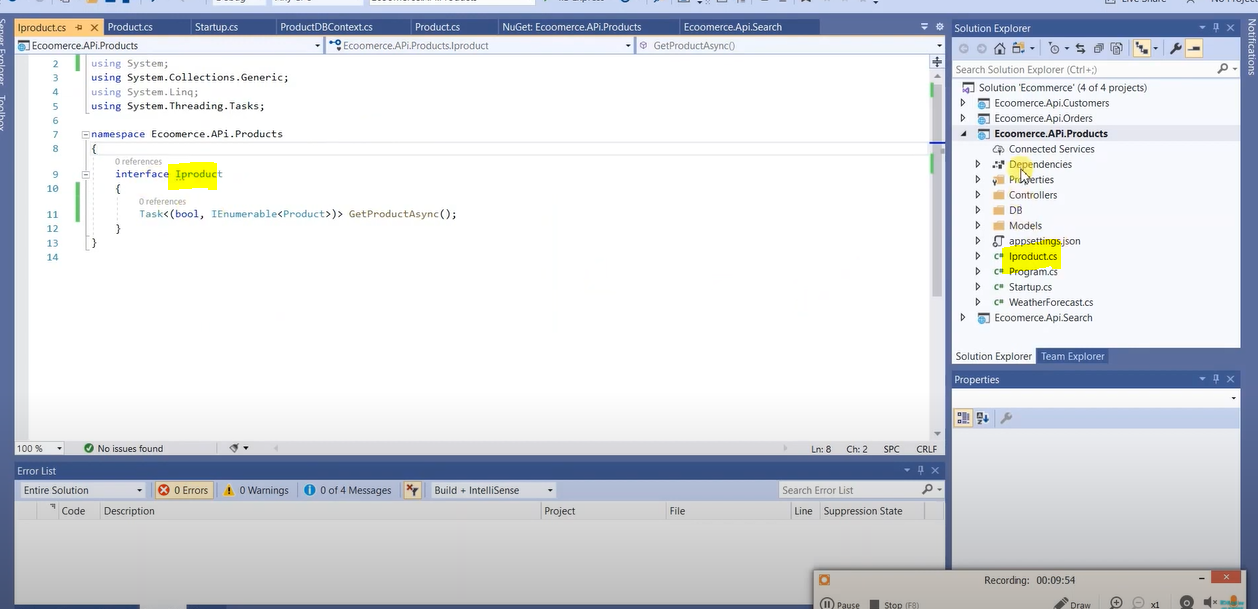 Live Share
Iproduct.cs
Product.cs
Startup.cs
ProductDBContext.cs
Product.cs
NuGet: Ecoomerce.APi.Products
Ecoomerce.Api.Search
Ecoomerce.APi.Products
Ecoomerce.APi.Products.Iproduct
GetProductAsync()
2 using System;
3 using System.Collections.Generic;
4 using System.Linq;
5 using System.Threading.Tasks;
6
7 namespace Ecoomerce.APi.Products
8 {
0 references
9 interface Iproduct
10 {
0 references
11 Task<(bool, IEnumerable<Product>)> GetProductAsync();
12 }
13 }
14
100 %
No issues found
Ln: 8 Ch: 2 SPC CRLF
Error List
Entire Solution
0 Errors
0 Warnings
0 of 4 Messages
Build + IntelliSense
Search Error List
Code Description Project File Line Suppression State
Solution Explorer
Search Solution Explorer (Ctrl+;)
Solution 'Ecommerce' (4 of 4 projects)
Ecoomerce.Api.Customers
Ecoomerce.Api.Orders
Ecoomerce.APi.Products
Connected Services
Dependencies
Properties
Controllers
DB
Models
appsettings.json
C# Iproduct.cs
C# Program.cs
C# Startup.cs
C# WeatherForecast.cs
Ecoomerce.Api.Search
Solution Explorer Team Explorer
Properties
Notifications
Server Explorer
Toolbox
Recording: 00:09:54
Pause
Stop (F8)
Draw
x1